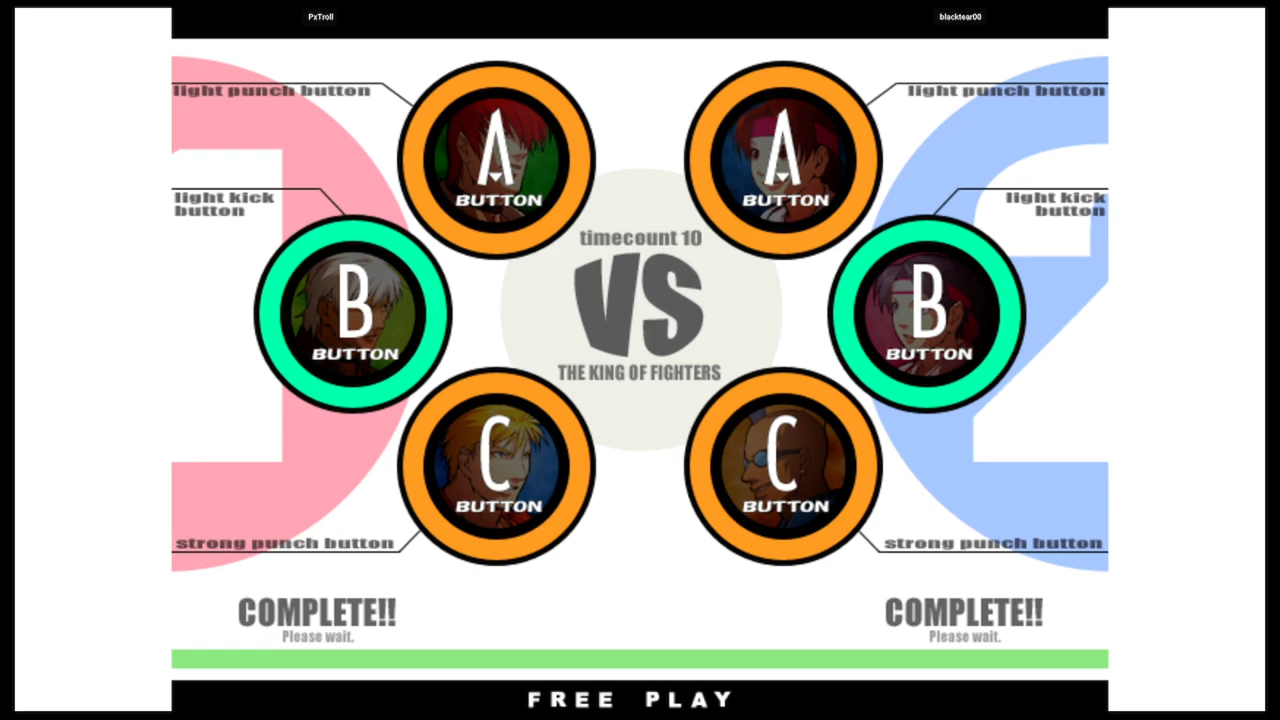 PxTroll
blacktear00
light punch button
light punch button
A
BUTTON
A
BUTTON
light kick
button
light kick
button
timecount 10
VS
THE KING OF FIGHTERS
B
BUTTON
B
BUTTON
C
BUTTON
C
BUTTON
strong punch button
strong punch button
COMPLETE!!
Please wait.
COMPLETE!!
Please wait.
FREE PLAY